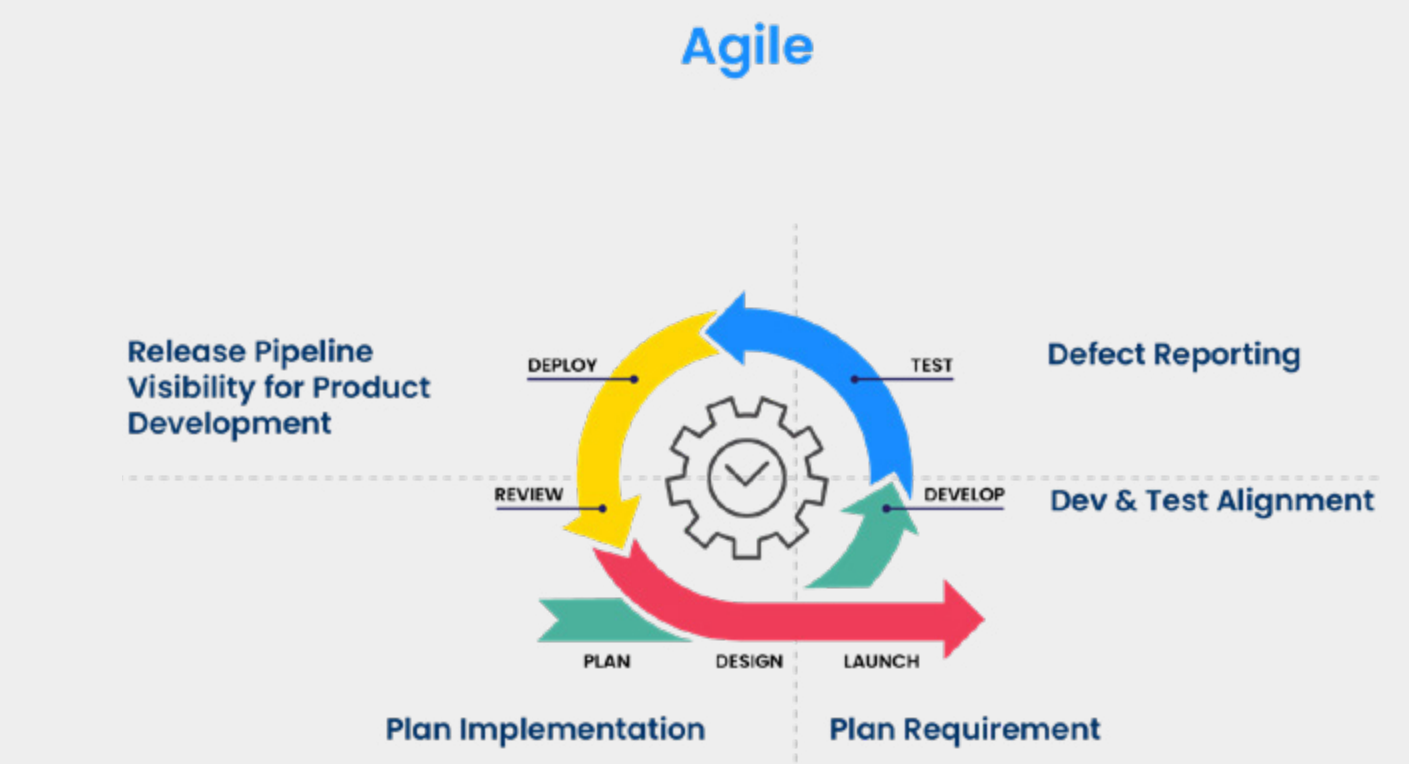 Agile
Release Pipeline
Visibility for Product
Development
DEPLOY
TEST
Defect Reporting
REVIEW
DEVELOP
Dev & Test Alignment
PLAN
DESIGN
LAUNCH
Plan Implementation
Plan Requirement